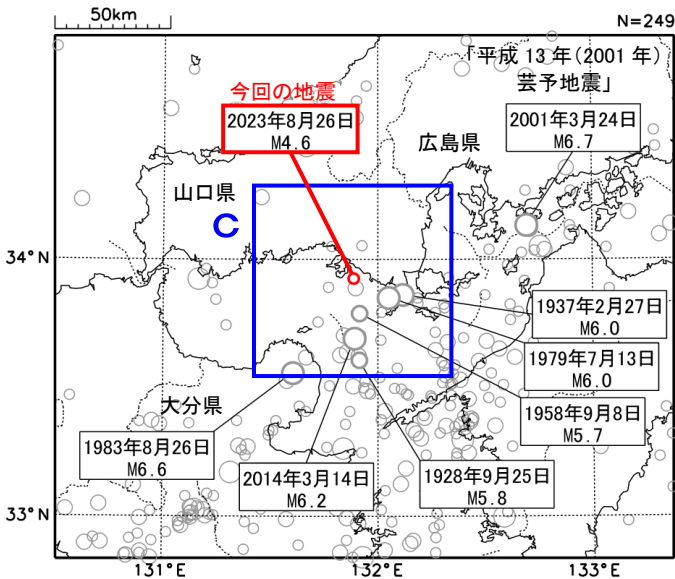 50km
N=249
「平成 13 年(2001 年)
芸予地震」
今回の地震
2023年8月26日
M4.6
2001年3月24日
M6.7
広島県
山口県
C
34°N
1937年2月27日
M6.0
1979年7月13日
M6.0
大分県
1958年9月8日
M5.7
1983年8月26日
M6.6
2014年3月14日
M6.2
1928年9月25日
M5.8
33°N
131°E
132°E
133°E